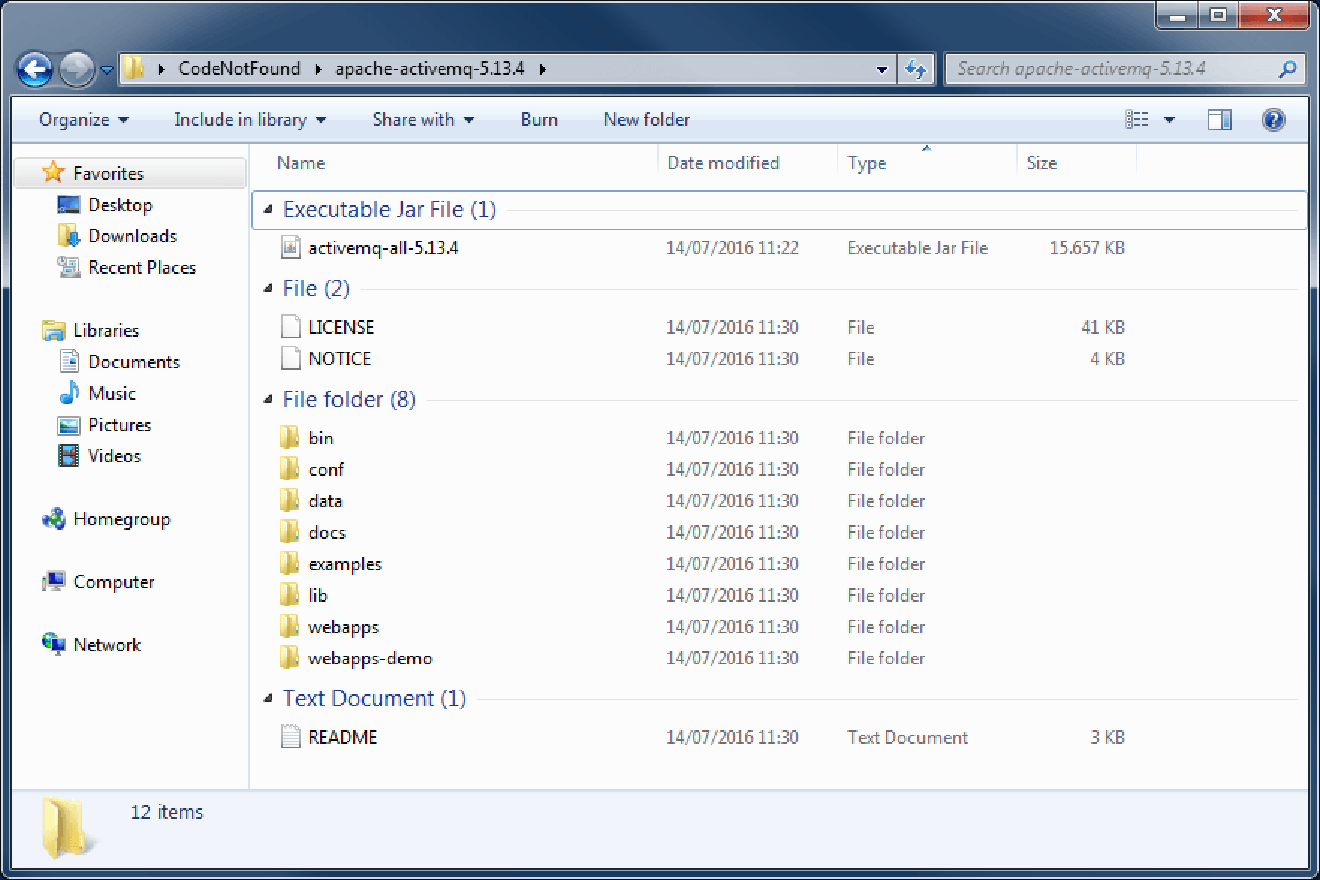 CodeNotFound apache-activemq-5.13.4 Search apache-activemq-5.13.4
Organize Include in library Share with Burn New folder
Favorites
Desktop
Downloads
Recent Places
Libraries
Documents
Music
Pictures
Videos
Homegroup
Computer
Network
Name Date modified Type Size
Executable Jar File (1)
activemq-all-5.13.4 14/07/2016 11:22 Executable Jar File 15.657 KB
File (2)
LICENSE 14/07/2016 11:30 File 41 KB
NOTICE 14/07/2016 11:30 File 4 KB
File folder (8)
bin 14/07/2016 11:30 File folder
conf 14/07/2016 11:30 File folder
data 14/07/2016 11:30 File folder
docs 14/07/2016 11:30 File folder
examples 14/07/2016 11:30 File folder
lib 14/07/2016 11:30 File folder
webapps 14/07/2016 11:30 File folder
webapps-demo 14/07/2016 11:30 File folder
Text Document (1)
README 14/07/2016 11:30 Text Document 3 KB
12 items